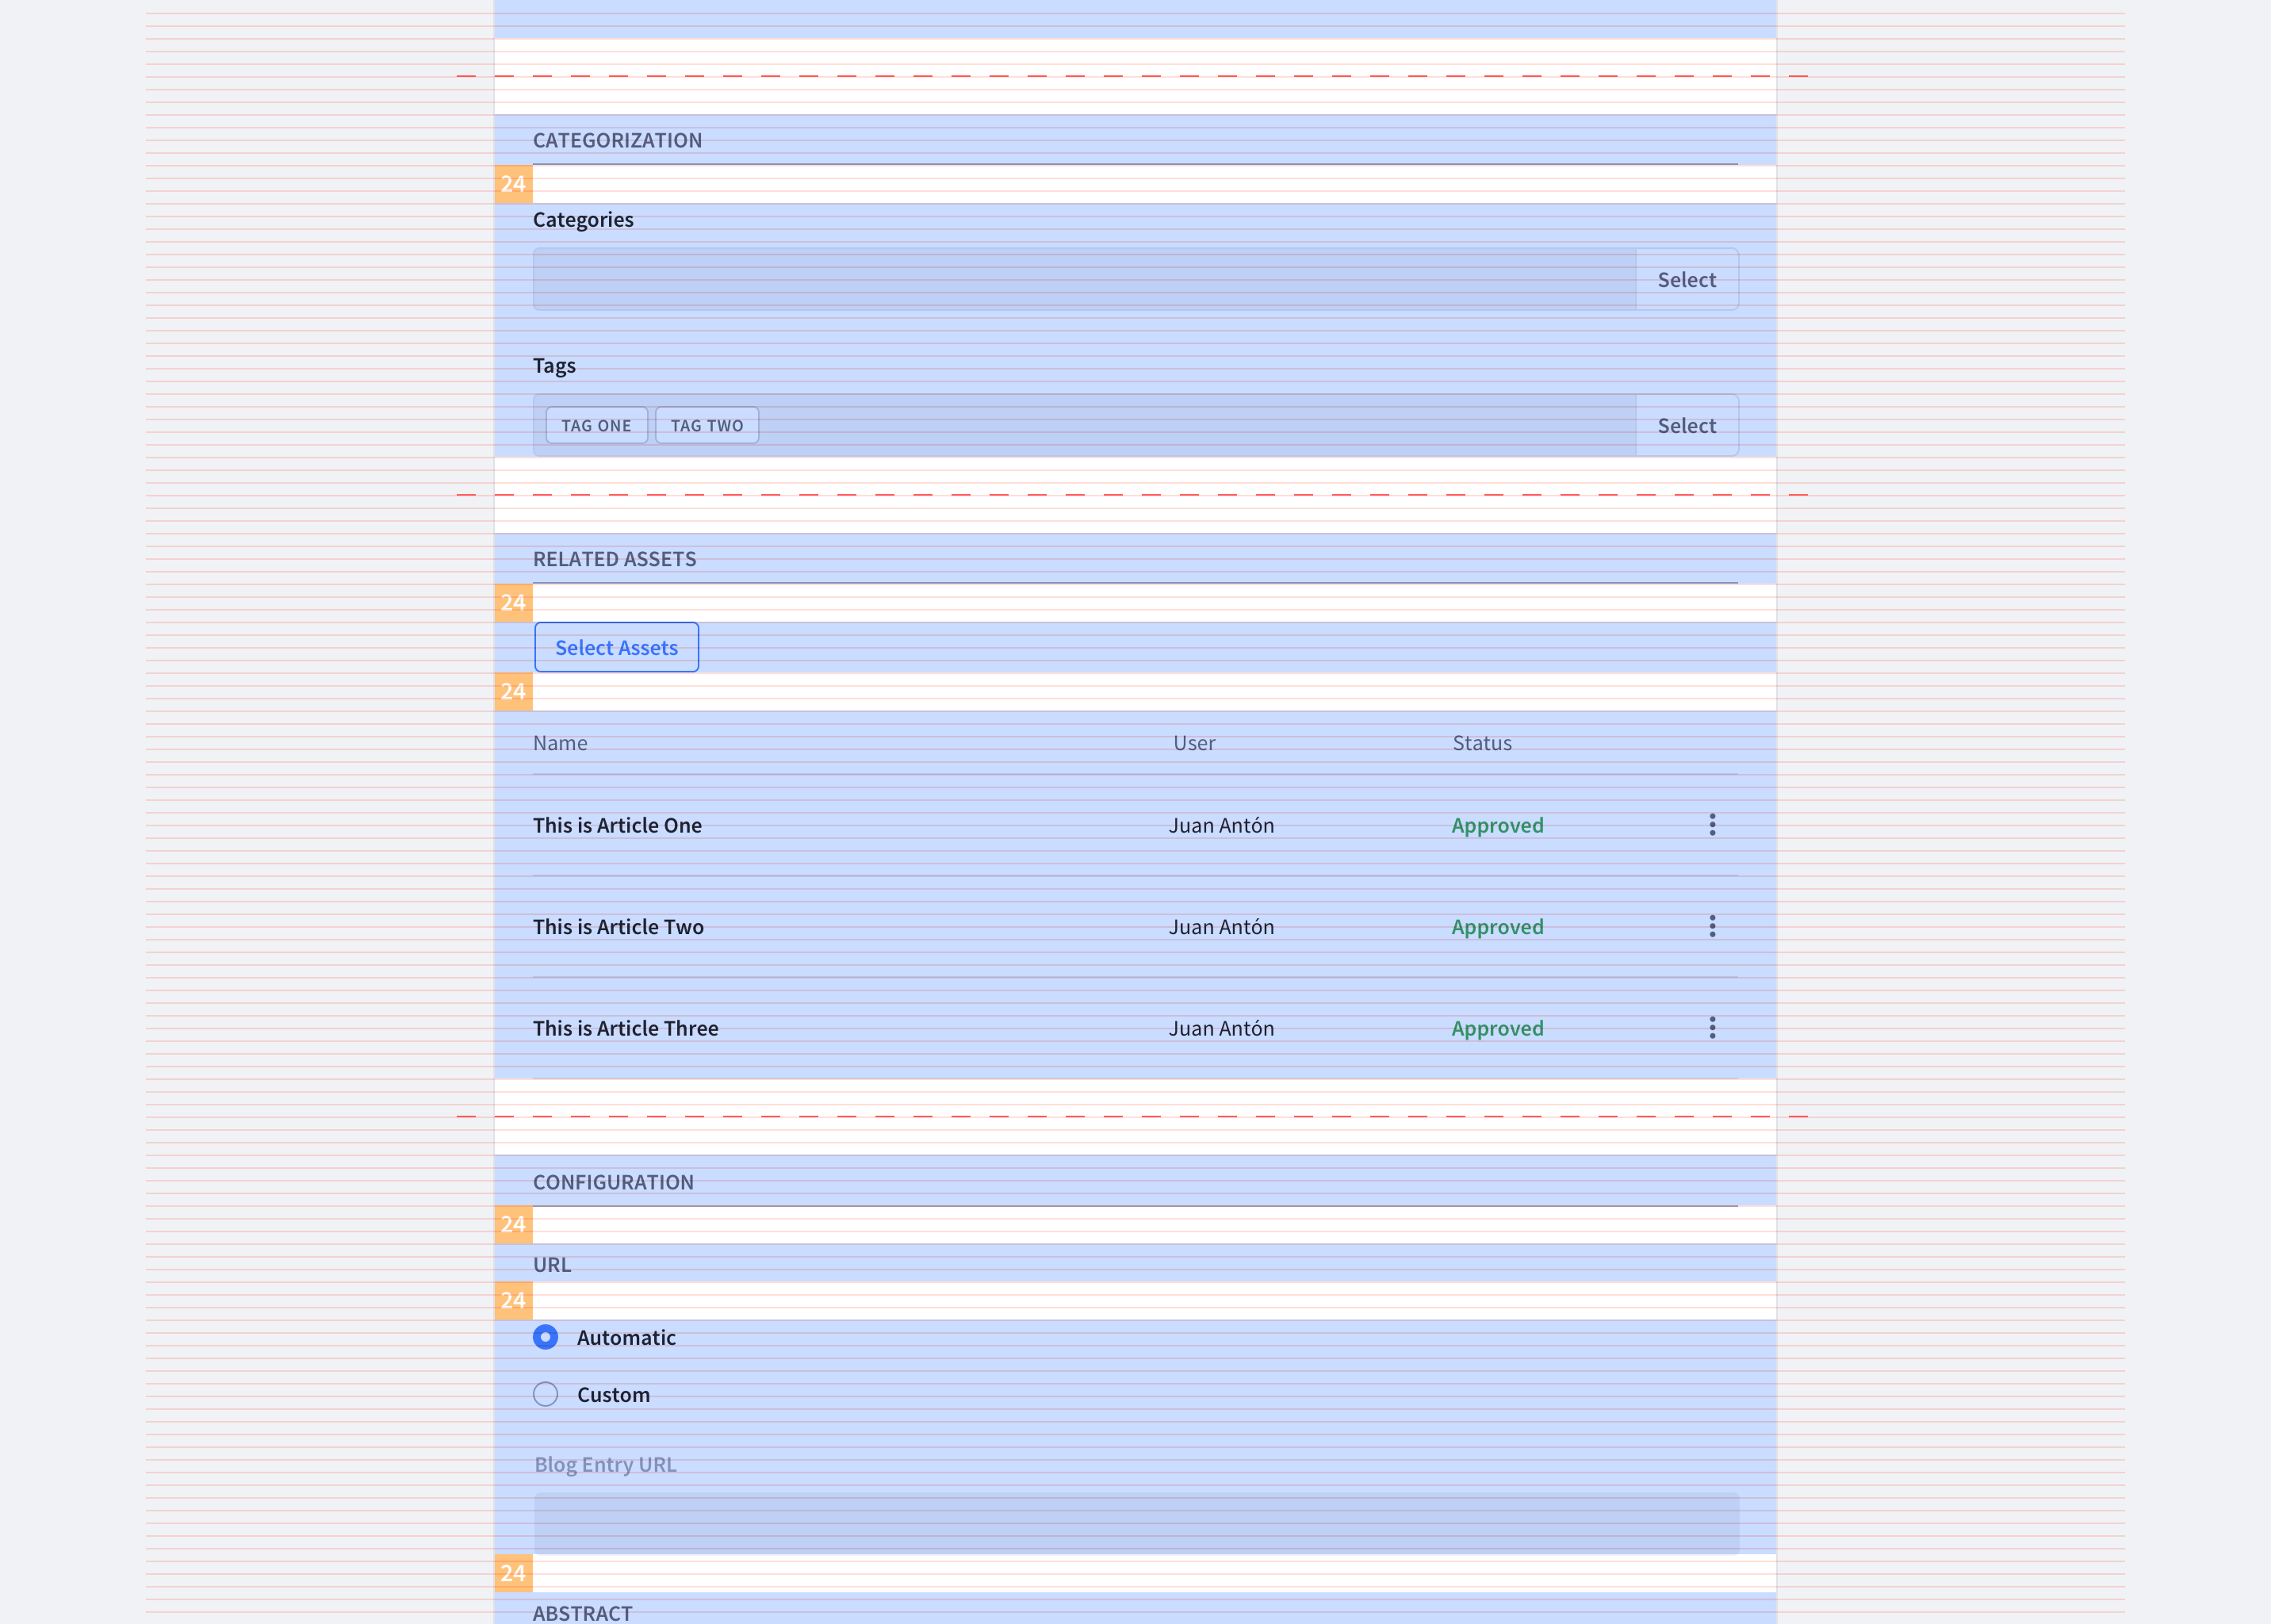 CATEGORIZATION
24
Categories
Select
Tags
TAG ONE TAG TWO Select
RELATED ASSETS
24
Select Assets
24
Name User Status
This is Article One Juan Antón Approved
This is Article Two Juan Antón Approved
This is Article Three Juan Antón Approved
CONFIGURATION
24
URL
24
Automatic
Custom
Blog Entry URL
24
ABSTRACT